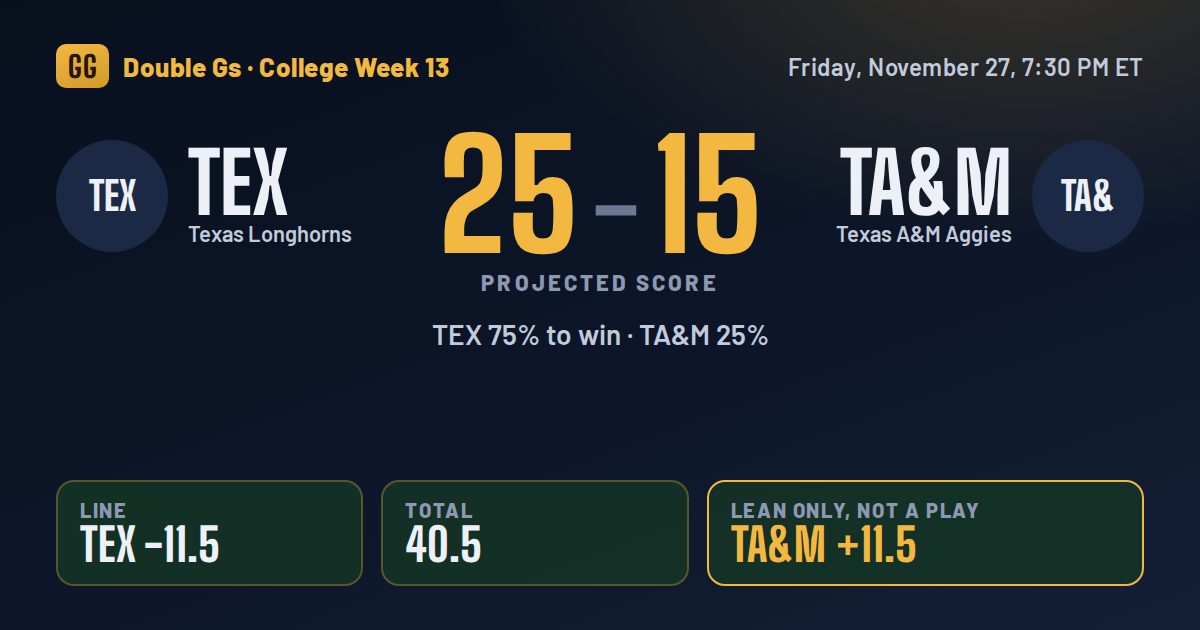 GG Double Gs · College Week 13
Friday, November 27, 7:30 PM ET
TEX
TEX
Texas Longhorns
25 – 15
PROJECTED SCORE
TEX 75% to win · TA&M 25%
TA&M
Texas A&M Aggies
TA&
LINE
TEX −11.5
TOTAL
40.5
LEAN ONLY, NOT A PLAY
TA&M +11.5